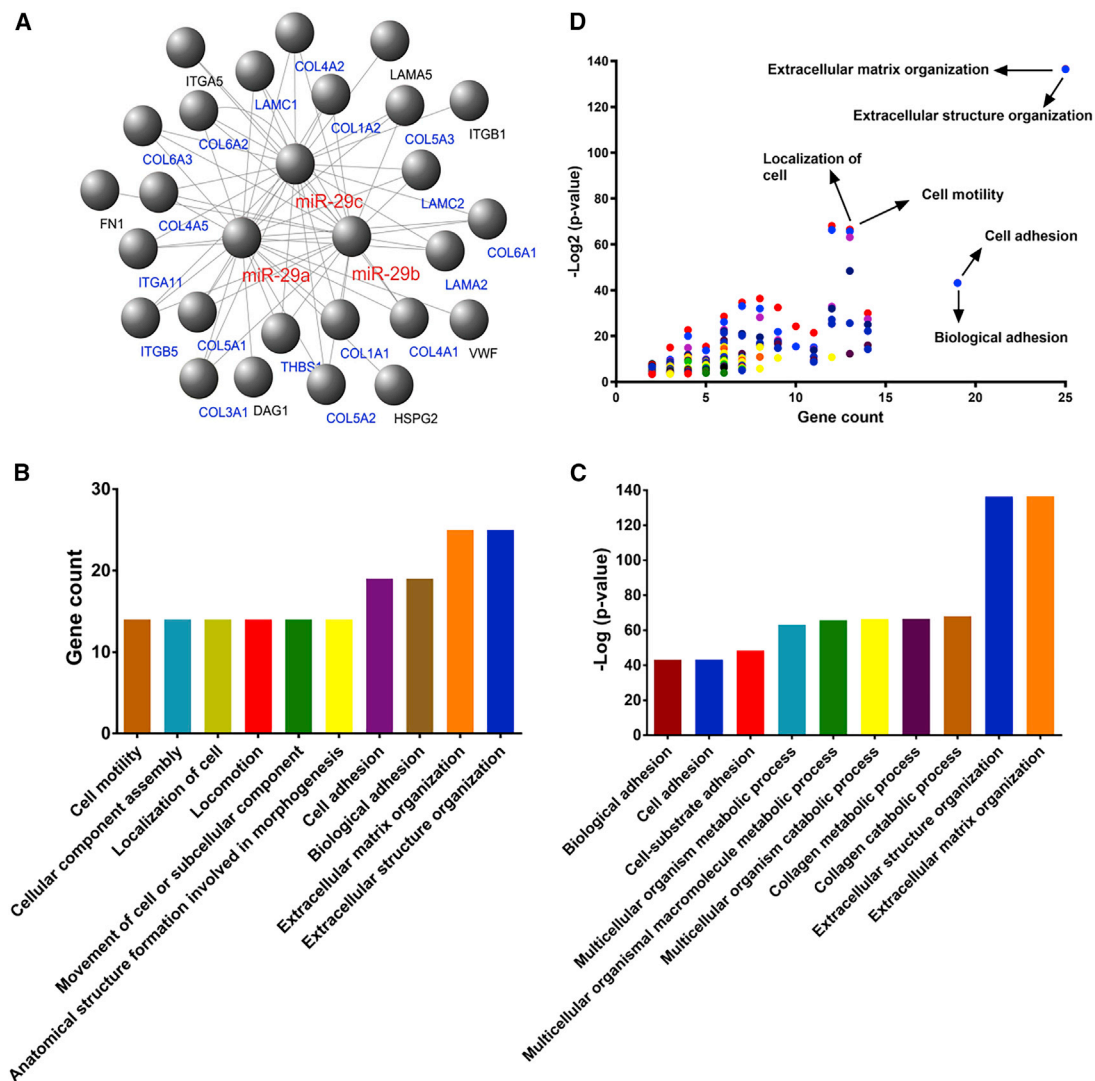 A
ITGA5
COL4A2
LAMA5
LAMC1
COL1A2
COL5A3
ITGB1
COL6A2
COL6A3
miR-29c
LAMC2
FN1
COL4A5
COL6A1
miR-29a
miR-29b
ITGA11
LAMA2
ITGB5
COL5A1
THBS1
COL1A1
COL4A1
VWF
COL3A1
DAG1
COL5A2
HSPG2
D
-Log2 (p-value)
140
120
100
80
60
40
20
0
0
5
10
15
20
25
Gene count
Extracellular matrix organization
Extracellular structure organization
Localization of
cell
Cell motility
Cell adhesion
Biological adhesion
B
Gene count
30
20
10
0
Cell motility
Cellular component assembly
Localization of cell
Locomotion
Movement of cell or subcellular component
Anatomical structure formation involved in morphogenesis
Cell adhesion
Biological adhesion
Extracellular matrix organization
Extracellular structure organization
C
-Log (p-value)
140
120
100
80
60
40
20
0
Biological adhesion
Cell adhesion
Cell-substrate adhesion
Multicellular organism metabolic process
Multicellular organismal macromolecule metabolic process
Multicellular organism catabolic process
Collagen metabolic process
Collagen catabolic process
Extracellular structure organization
Extracellular matrix organization